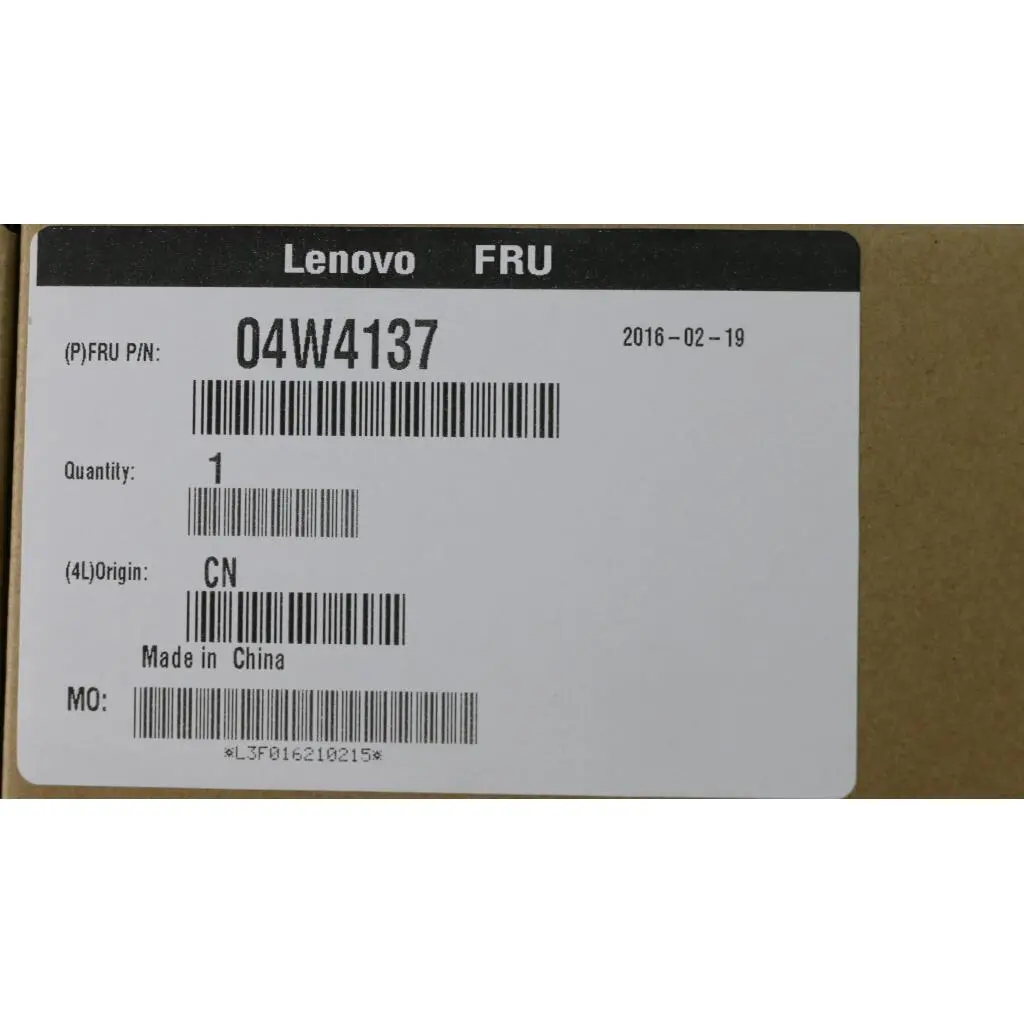 Lenovo FRU
(P)FRU P/N: 04W4137 2016-02-19
Quantity: 1
(4L)Origin: CN
Made in China
MO:
*L3F016210215*